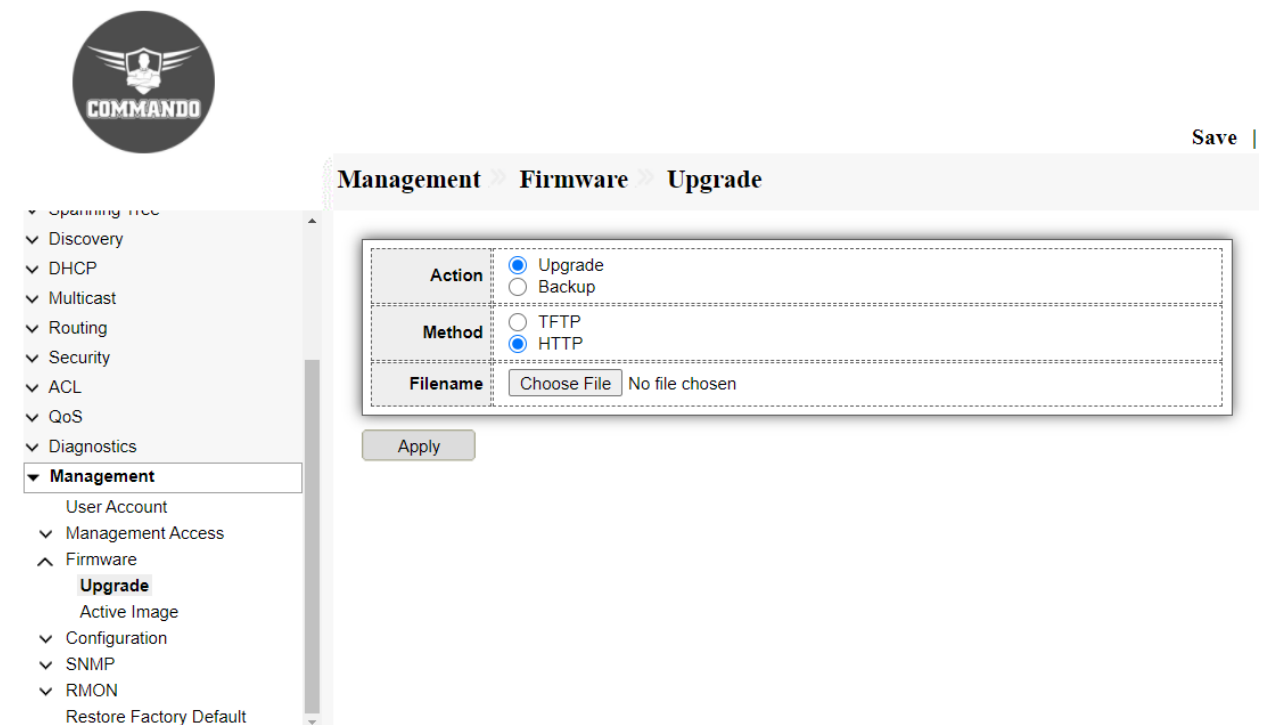 COMMANDO
Save |
Management » Firmware » Upgrade
Spanning Tree
Discovery
DHCP
Multicast
Routing
Security
ACL
QoS
Diagnostics
Management
User Account
Management Access
Firmware
Upgrade
Active Image
Configuration
SNMP
RMON
Restore Factory Default
Action
Upgrade
Backup
Method
TFTP
HTTP
Filename
Choose File No file chosen
Apply